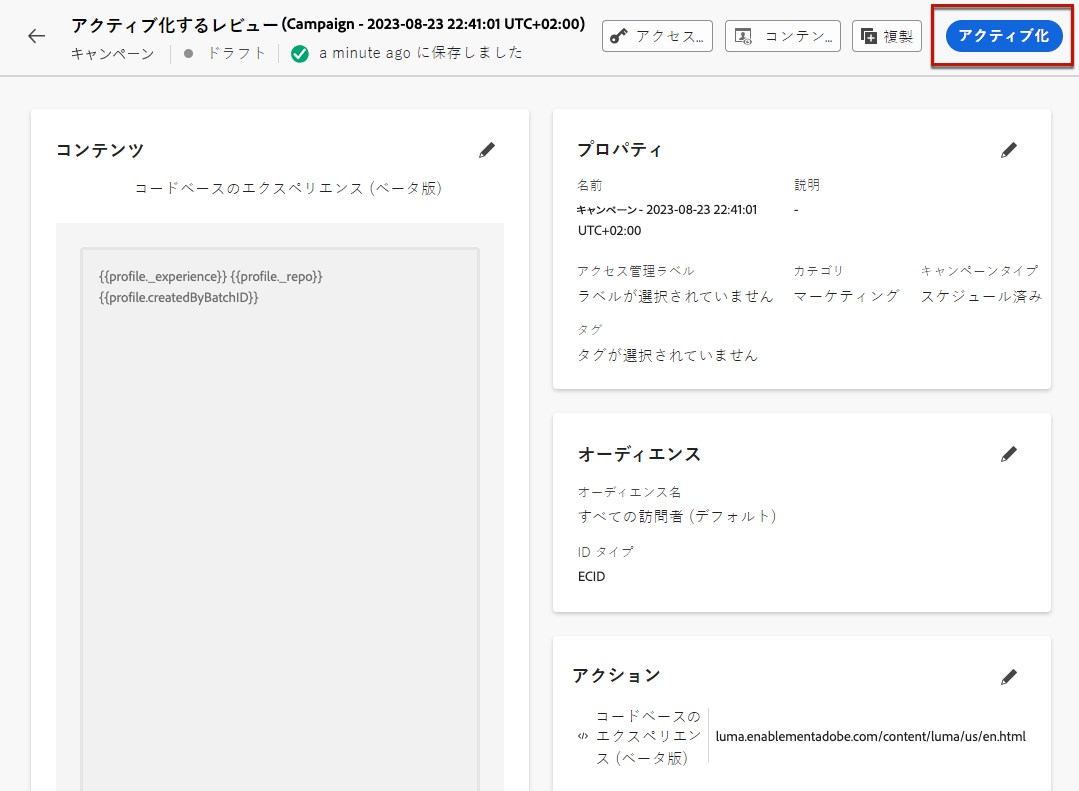 アクティブ化するレビュー (Campaign - 2023-08-23 22:41:01 UTC+02:00)
キャンペーン ドラフト a minute ago に保存しました
アクセス...
コンテン...
複製
アクティブ化
コンテンツ
コードベースのエクスペリエンス (ベータ版)
{{profile._experience}} {{profile._repo}}
{{profile.createdByBatchID}}
プロパティ
名前 説明
キャンペーン - 2023-08-23 22:41:01 -
UTC+02:00
アクセス管理ラベル カテゴリ キャンペーンタイプ
ラベルが選択されていません マーケティング スケジュール済み
タグ
タグが選択されていません
オーディエンス
オーディエンス名
すべての訪問者 (デフォルト)
ID タイプ
ECID
アクション
コードベースの
エクスペリエン
ス (ベータ版)
luma.enablementadobe.com/content/luma/us/en.html